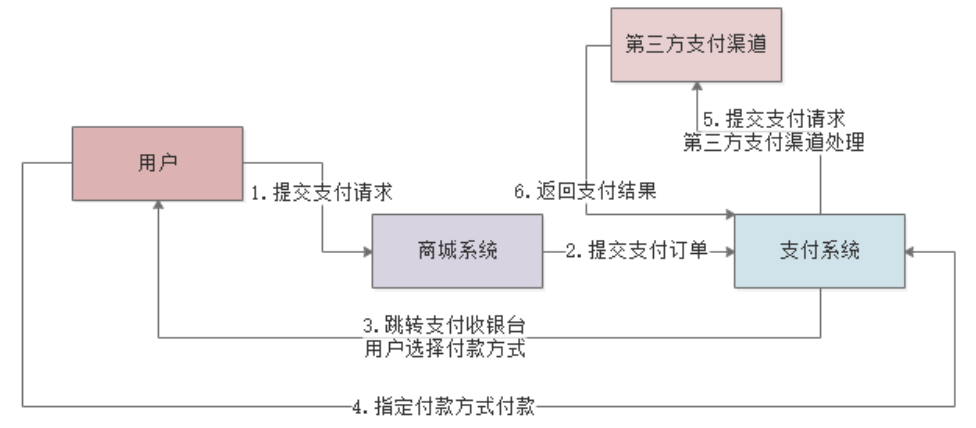 第三方支付渠道
5.提交支付请求
第三方支付渠道处理
用户
1.提交支付请求
6.返回支付结果
商城系统
2.提交支付订单
支付系统
3.跳转支付收银台
用户选择付款方式
4.指定付款方式付款